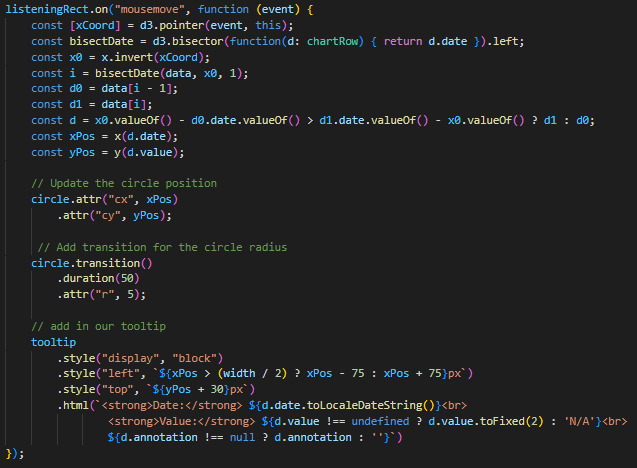 listeningRect.on("mousemove", function (event) {
const [xCoord] = d3.pointer(event, this);
const bisectDate = d3.bisector(function(d: chartRow) { return d.date }).left;
const x0 = x.invert(xCoord);
const i = bisectDate(data, x0, 1);
const d0 = data[i - 1];
const d1 = data[i];
const d = x0.valueOf() - d0.date.valueOf() > d1.date.valueOf() - x0.valueOf() ? d1 : d0;
const xPos = x(d.date);
const yPos = y(d.value);
// Update the circle position
circle.attr("cx", xPos)
.attr("cy", yPos);
// Add transition for the circle radius
circle.transition()
.duration(50)
.attr("r", 5);
// add in our tooltip
tooltip
.style("display", "block")
.style("left", `${xPos > (width / 2) ? xPos - 75 : xPos + 75}px`)
.style("top", `${yPos + 30}px`)
.html(`<strong>Date:</strong> ${d.date.toLocaleDateString()}<br>
<strong>Value:</strong> ${d.value !== undefined ? d.value.toFixed(2) : 'N/A'}<br>
${d.annotation !== null ? d.annotation : ''}`)
});